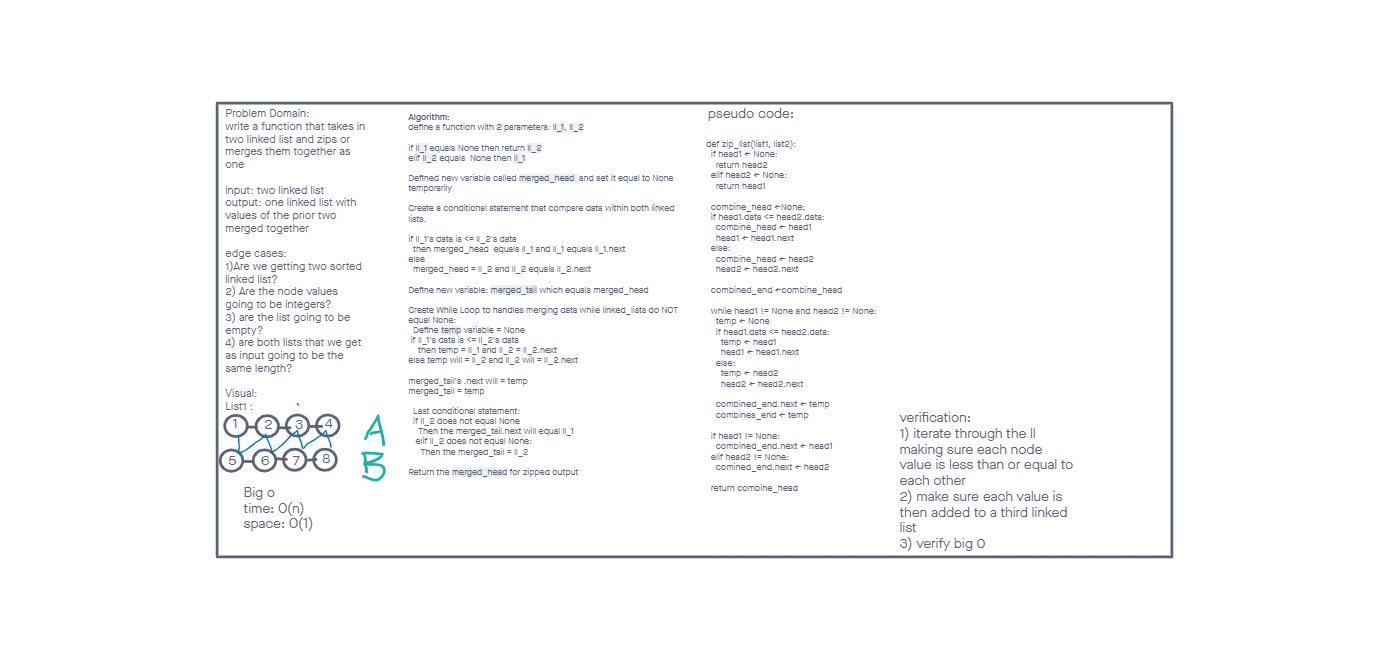 Problem Domain:
write a function that takes in
two linked list and zips or
merges them together as
one
input: two linked list
output: one linked list with
values of the prior two
merged together
edge cases:
1)Are we getting two sorted
linked list?
2) Are the node values
going to be integers?
3) are the list going to be
empty?
4) are both lists that we get
as input going to be the
same length?
Visual:
List1 :
1 2 3 4
A
5 6 7 8
B
Big o
time: O(n)
space: O(1)
Algorithm:
define a function with 2 parameters: ll_1, ll_2
if ll_1 equals None then return ll_2
elif ll_2 equals None then ll_1
Defined new variable called merged_head and set it equal to None
temporarily
Create a conditional statement that compare data within both linked
lists.
if ll_1's data is <= ll_2's data
then merged_head equals ll_1 and ll_1 equals ll_1.next
else
merged_head = ll_2 and ll_2 equals ll_2.next
Define new variable: merged_tail which equals merged_head
Create While Loop to handles merging data while linked_lists do NOT
equal None:
Define temp variable = None
if ll_1's data is <= ll_2's data
then temp = ll_1 and ll_2 = ll_2.next
else temp will = ll_2 and ll_2 will = ll_2.next
merged_tail's .next will = temp
merged_tail = temp
Last conditional statement:
if ll_2 does not equal None
Then the merged_tail.next will equal ll_1
elif ll_2 does not equal None:
Then the merged_tail = ll_2
Return the merged_head for zipped output
pseudo code:
def zip_list(list1, list2):
if head1 ← None:
return head2
elif head2 ← None:
return head1
combine_head ←None;
if head1.data <= head2.data:
combine_head ← head1
head1 ← head1.next
else:
combine_head ← head2
head2 ← head2.next
combined_end ←combine_head
while head1 != None and head2 != None:
temp ← None
if head1.data <= head2.data:
temp ← head1
head1 ← head1.next
else:
temp ← head2
head2 ← head2.next
combined_end.next ← temp
combines_end ← temp
if head1 != None:
combined_end.next ← head1
elif head2 != None:
comined_end.next ← head2
return combine_head
verification:
1) iterate through the ll
making sure each node
value is less than or equal to
each other
2) make sure each value is
then added to a third linked
list
3) verify big O